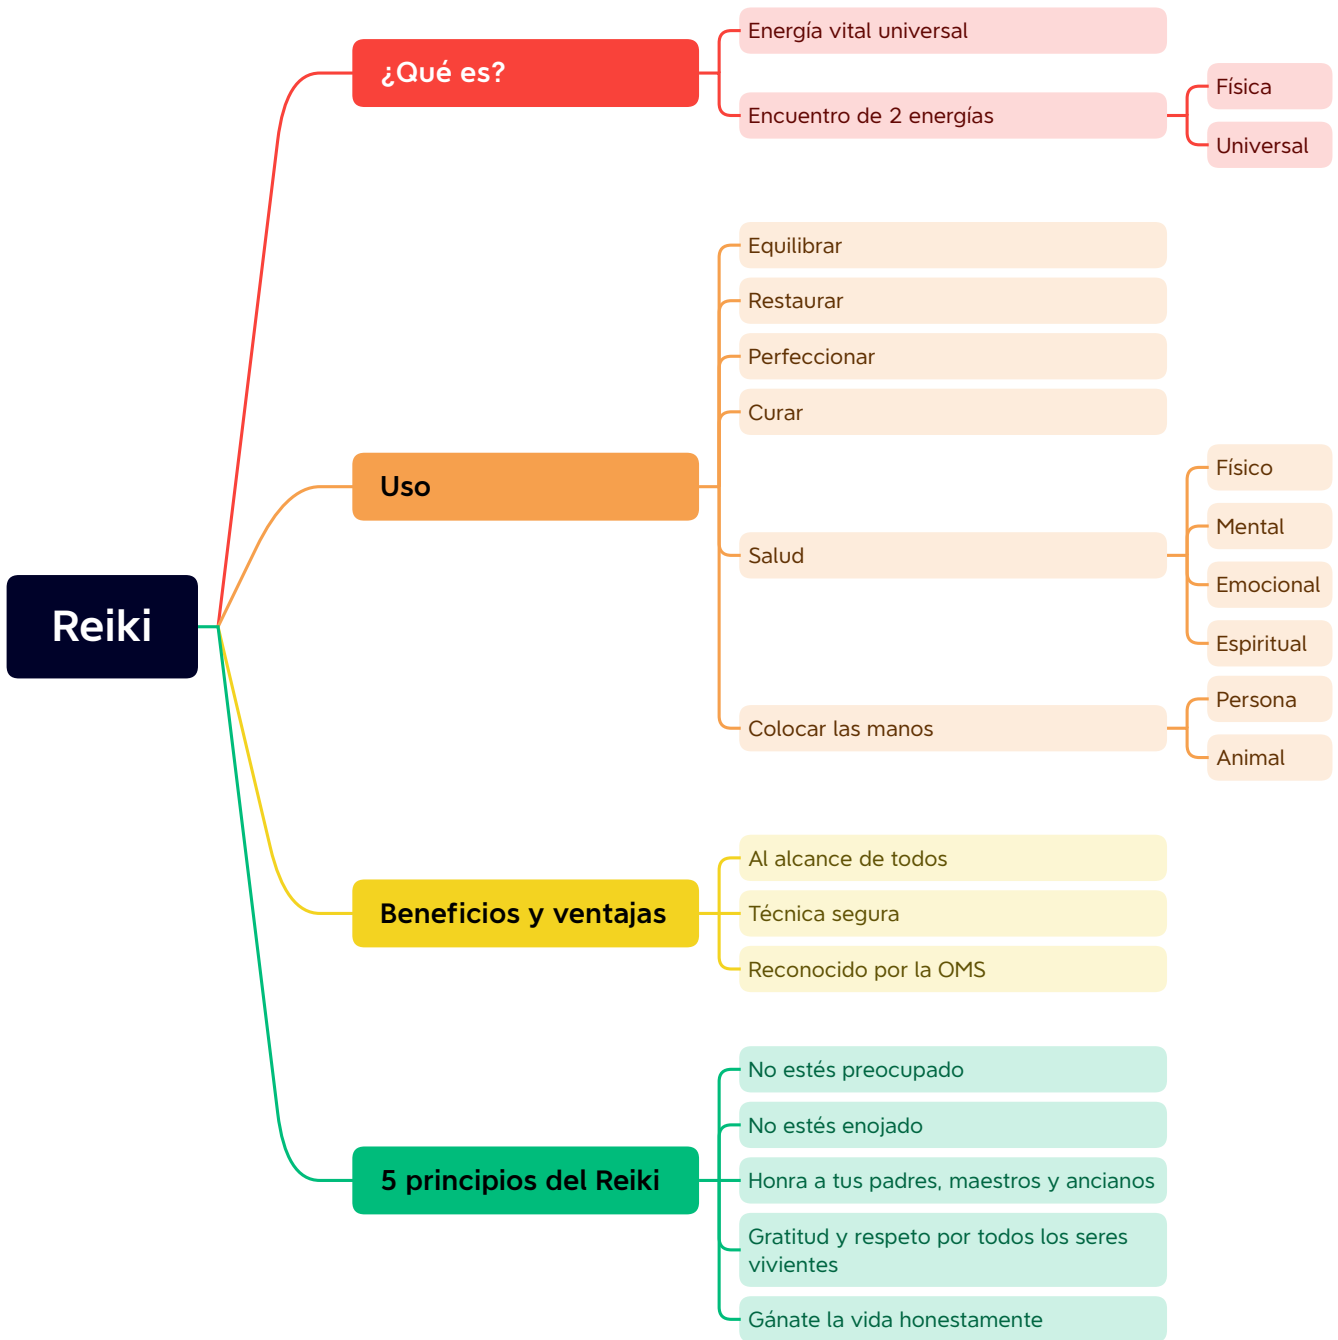 Reiki
¿Qué es?
Energía vital universal
Encuentro de 2 energías
Física
Universal
Uso
Equilibrar
Restaurar
Perfeccionar
Curar
Salud
Físico
Mental
Emocional
Espiritual
Colocar las manos
Persona
Animal
Beneficios y ventajas
Al alcance de todos
Técnica segura
Reconocido por la OMS
5 principios del Reiki
No estés preocupado
No estés enojado
Honra a tus padres, maestros y ancianos
Gratitud y respeto por todos los seres
vivientes
Gánate la vida honestamente